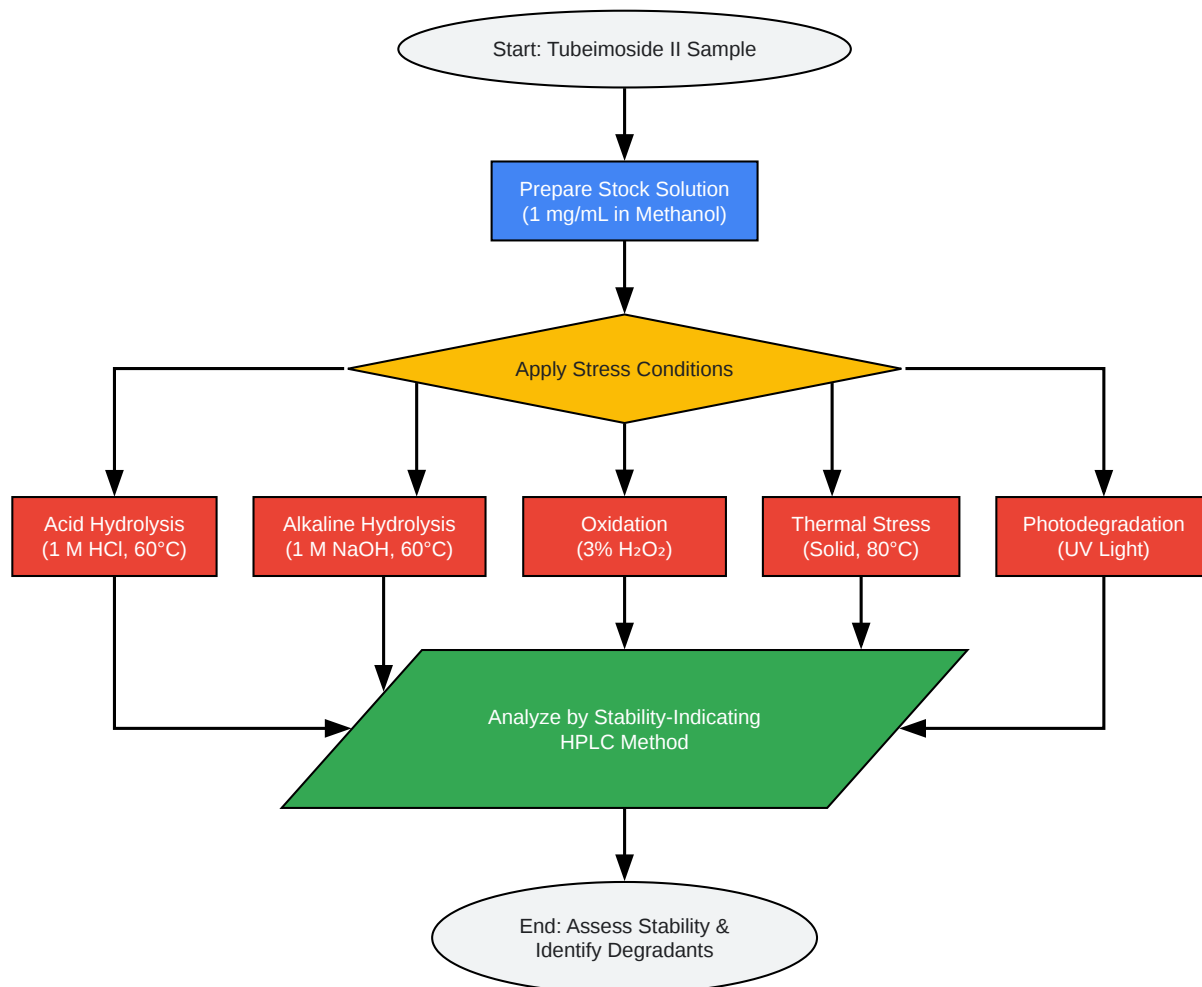 Start: Tubeimoside II Sample
Prepare Stock Solution
(1 mg/mL in Methanol)
Apply Stress Conditions
Acid Hydrolysis
(1 M HCl, 60°C)
Alkaline Hydrolysis
(1 M NaOH, 60°C)
Oxidation
(3% H₂O₂)
Thermal Stress
(Solid, 80°C)
Photodegradation
(UV Light)
Analyze by Stability-Indicating
HPLC Method
End: Assess Stability &
Identify Degradants